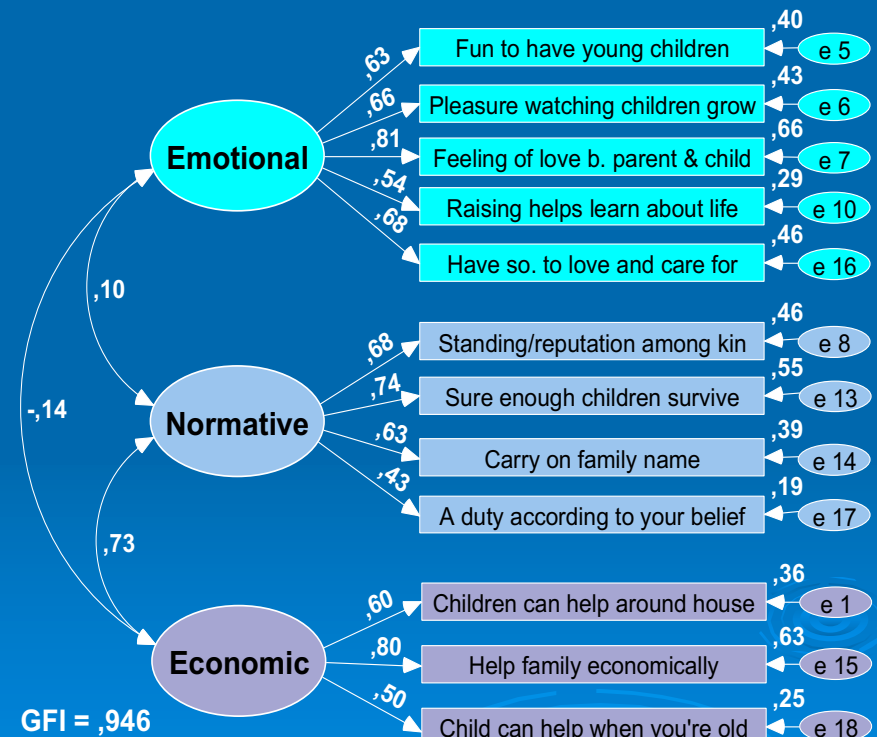 ,40
,63
Fun to have young children
e 5
,43
,66
Pleasure watching children grow
e 6
,66
,81
Emotional
Feeling of love b. parent & child
e 7
,29
,54
Raising helps learn about life
e 10
,46
,68
Have so. to love and care for
e 16
,10
,46
,68
Standing/reputation among kin
e 8
,55
,74
Sure enough children survive
e 13
-,14
Normative
,39
,63
Carry on family name
e 14
,19
,43
A duty according to your belief
e 17
,73
,36
,60
Children can help around house
e 1
,63
,80
Economic
Help family economically
e 15
,25
,50
Child can help when you're old
e 18
GFI = ,946